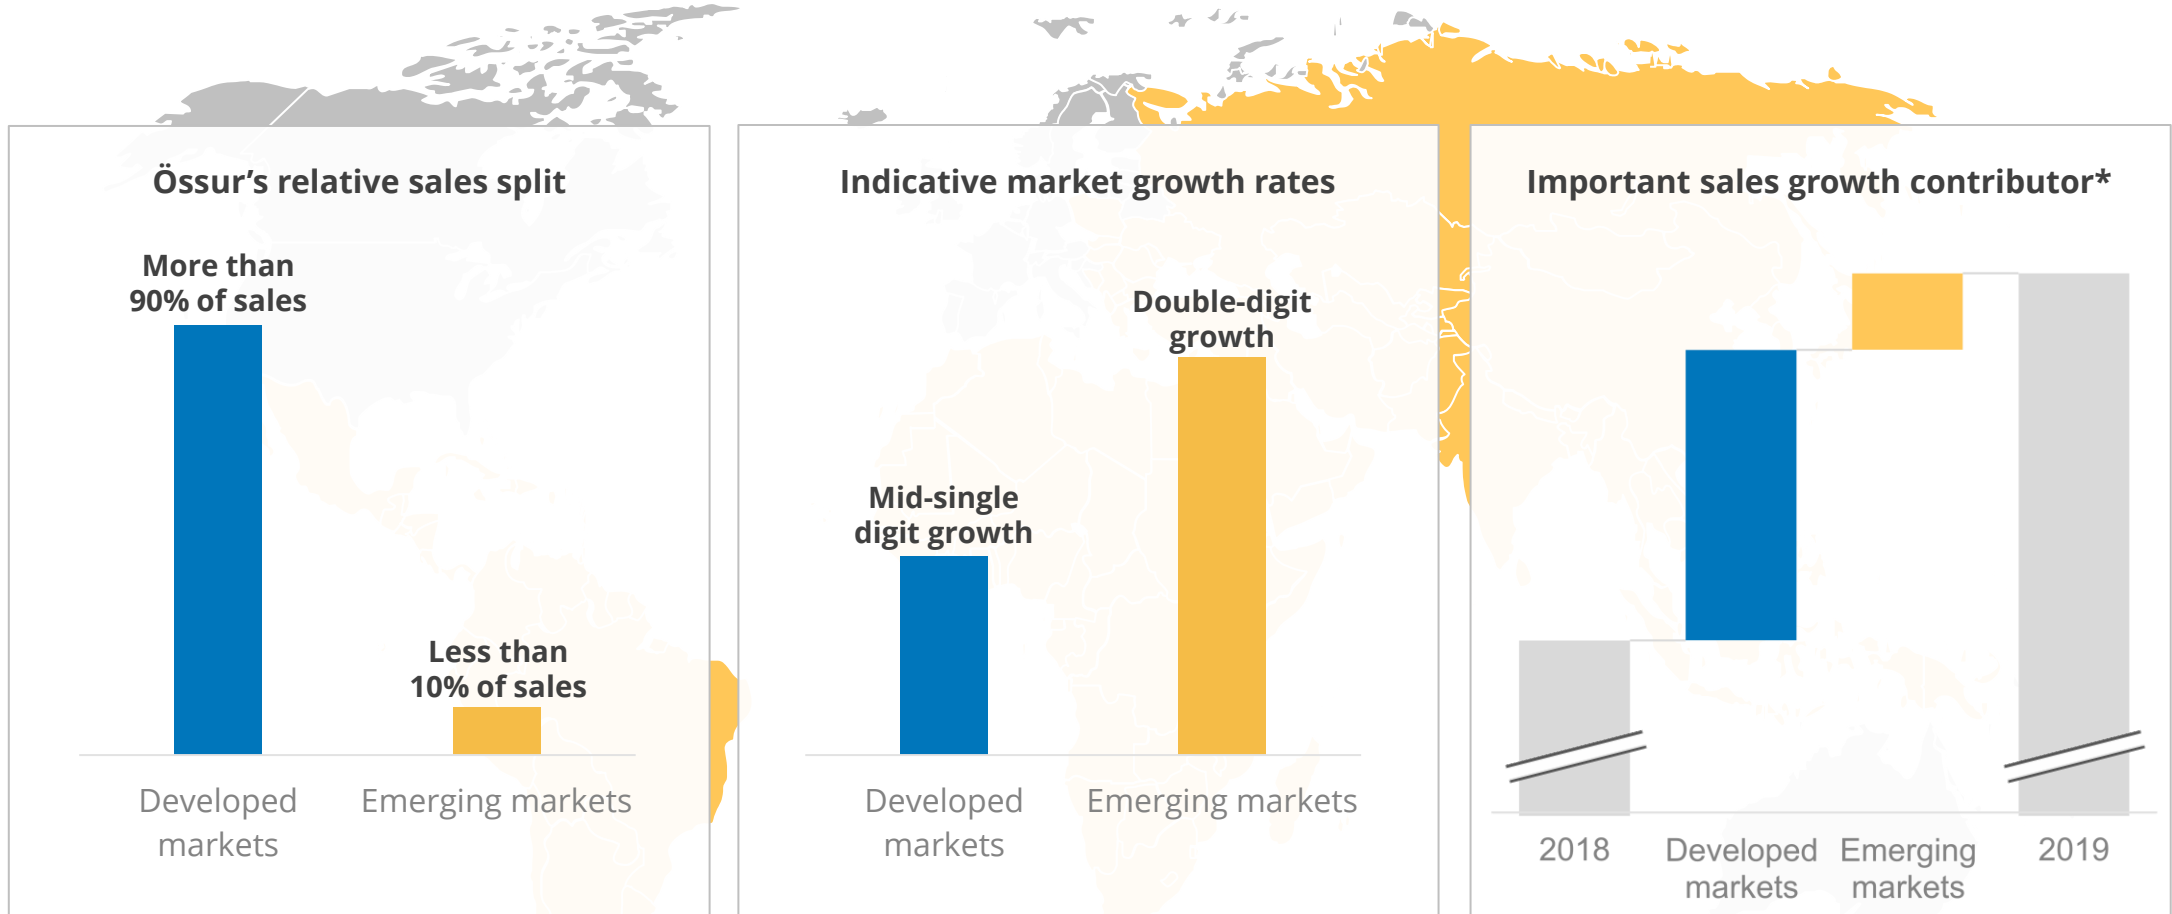 Össur’s relative sales split
More than
90% of sales
Less than
10% of sales
Developed
markets
Emerging markets
Indicative market growth rates
Mid-single
digit growth
Double-digit
growth
Developed
markets
Emerging markets
Important sales growth contributor*
2018
Developed
markets
Emerging
markets
2019